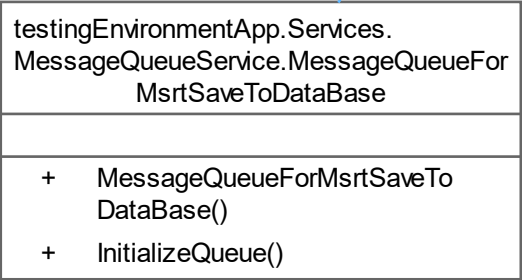 testingEnvironmentApp.Services.
MessageQueueService.MessageQueueFor
MsrtSaveToDataBase
+ MessageQueueForMsrtSaveTo
DataBase()
+ InitializeQueue()